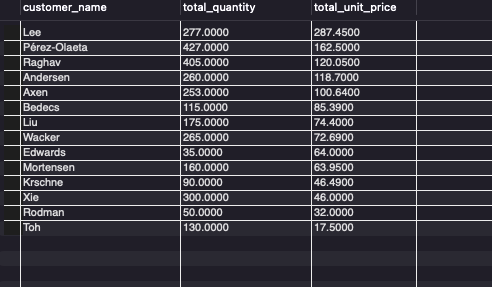 customer_name total_quantity total_unit_price
Lee 277.0000 287.4500
Pérez-Olaeta 427.0000 162.5000
Raghav 405.0000 120.0500
Andersen 260.0000 118.7000
Axen 253.0000 100.6400
Bedecs 115.0000 85.3900
Liu 175.0000 74.4000
Wacker 265.0000 72.6900
Edwards 35.0000 64.0000
Mortensen 160.0000 63.9500
Krschne 90.0000 46.4900
Xie 300.0000 46.0000
Rodman 50.0000 32.0000
Toh 130.0000 17.5000